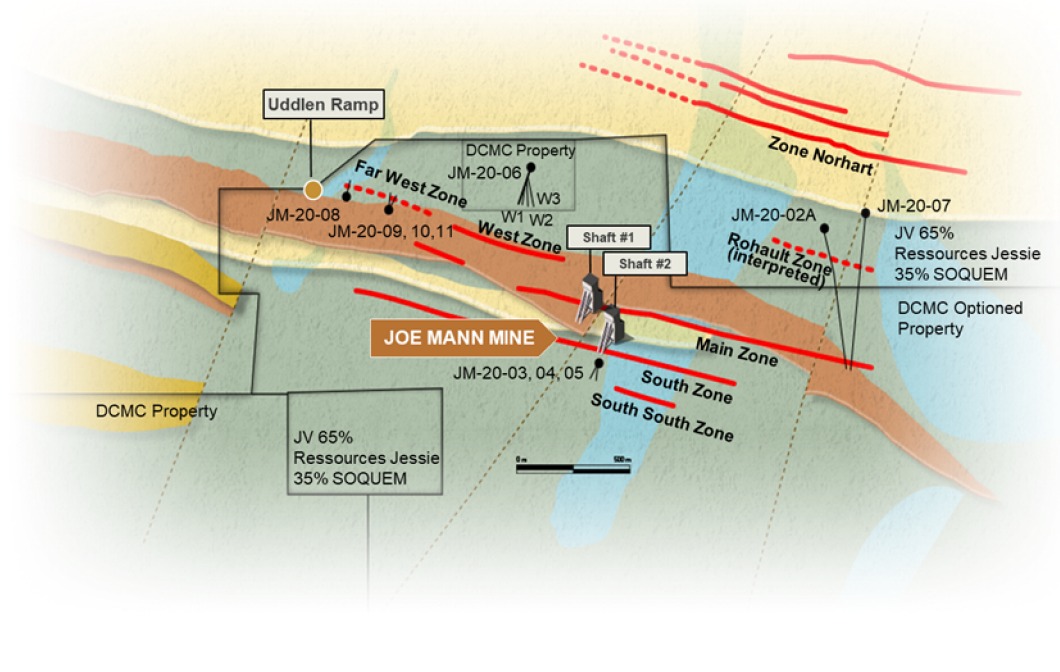 Uddlen Ramp
Zone Norhart
DCMC Property
JM-20-06
Far West Zone
W3
W1 W2
JM-20-08
JM-20-09, 10,11
West Zone
Shaft #1
Shaft #2
JM-20-02A
JM-20-07
JV 65%
Ressources Jessie
35% SOQUEM
Rohault Zone
(interpreted)
DCMC Optioned
Property
JOE MANN MINE
Main Zone
JM-20-03, 04, 05
South Zone
South South Zone
DCMC Property
JV 65%
Ressources Jessie
35% SOQUEM
0 m 500 m